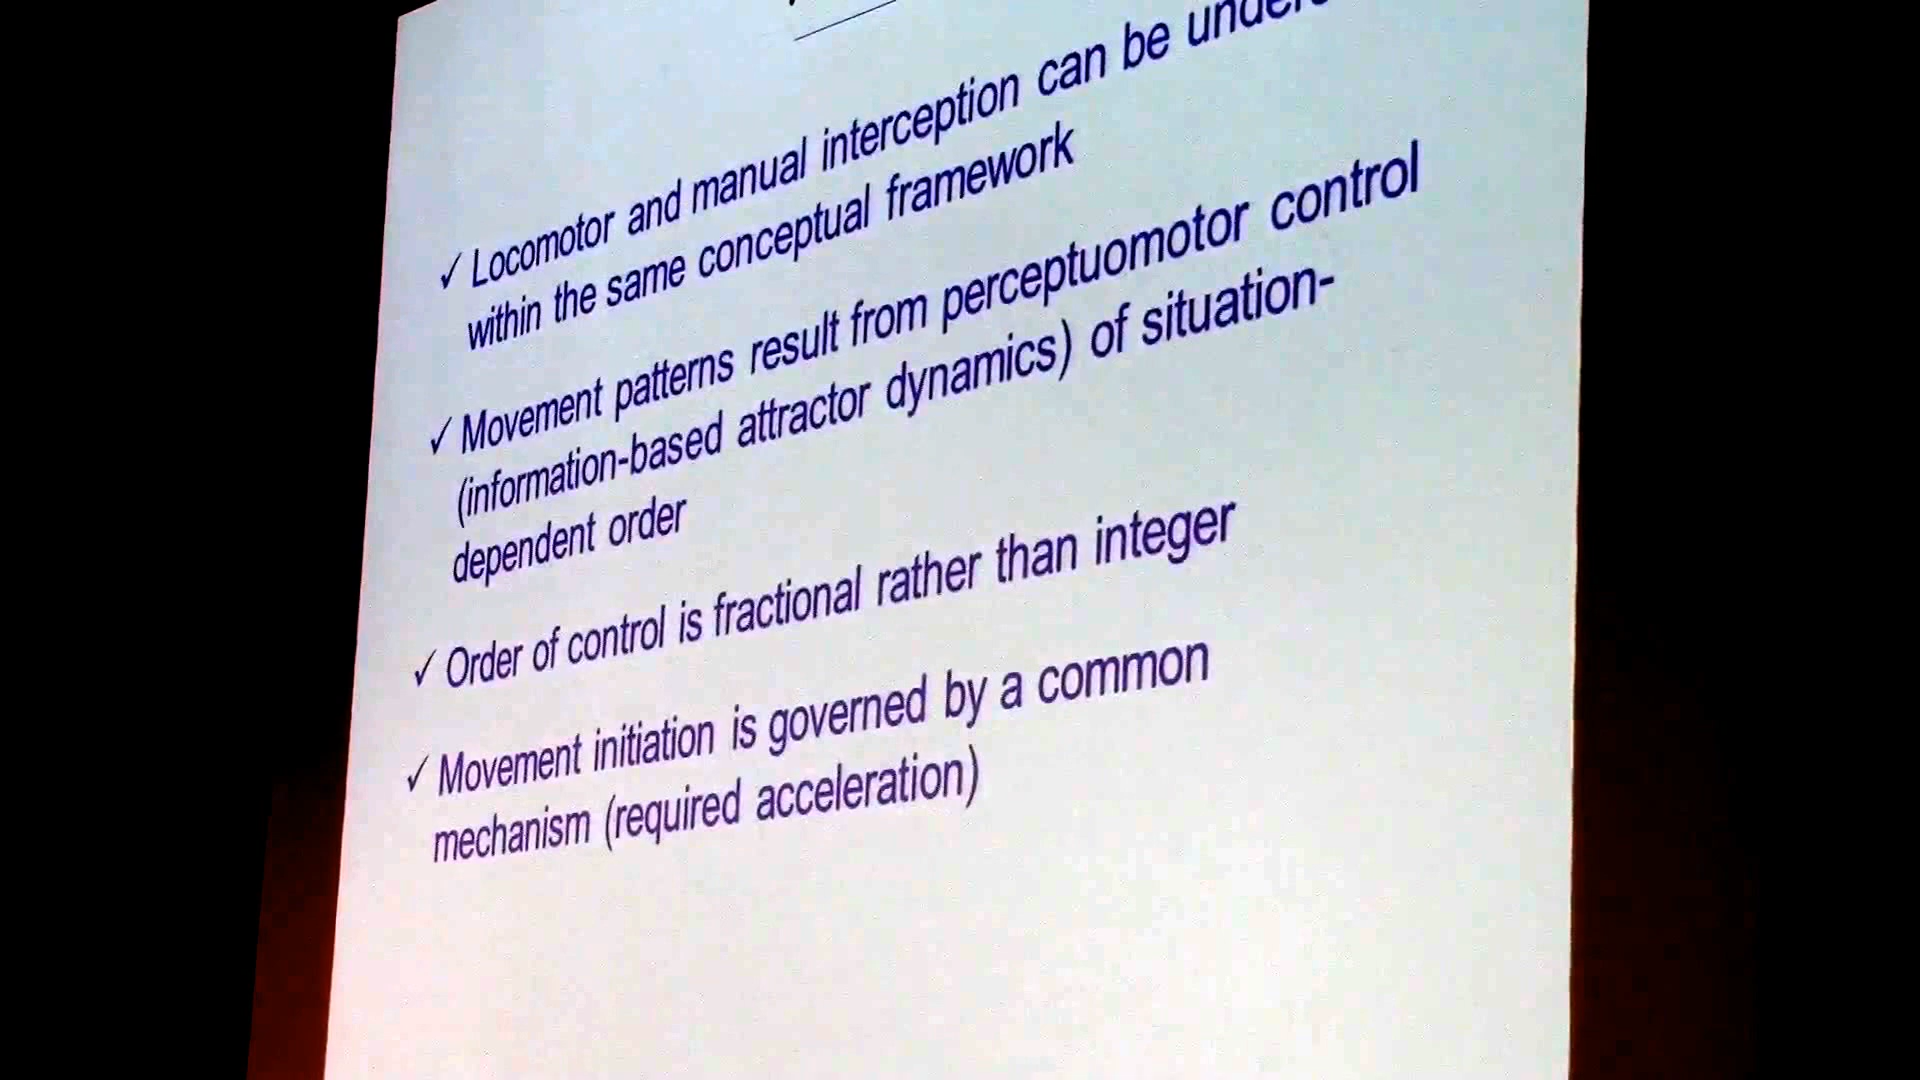 ✓ Locomotor and manual interception can be
within the same conceptual framework
✓ Movement patterns result from perceptuomotor control
(information-based attractor dynamics) of situation-
dependent order
✓ Order of control is fractional rather than integer
✓ Movement initiation is governed by a common
mechanism (required acceleration)